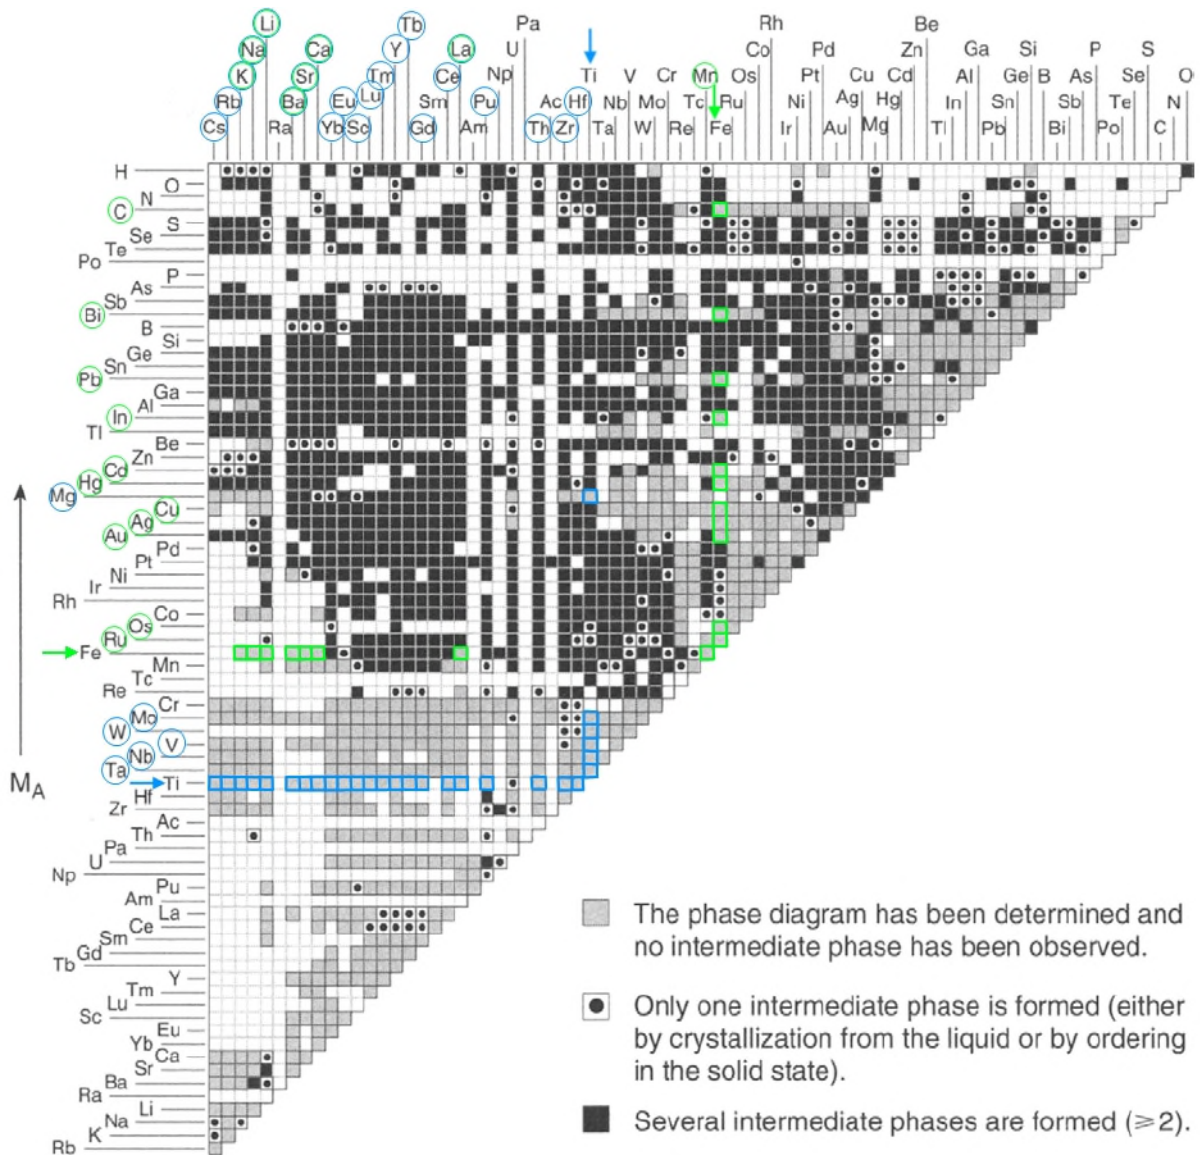 Li Tb Pa Rh Be
Na Ca Y La U Co Pd Zn Ga Si P S
K Sr Tm Ce Np Ti V Cr Mn Os Pt Cu Cd Al Ge B As Se O
Rb Ba Eu Lu Sm Pu Ac Hf Nb Mo Tc Ru Ni Ag Hg In Sn Sb Te N
Cs Ra Yb Sc Gd Am Th Zr Ta W Re Fe Ir Au Mg Tl Pb Bi Po C
H
O
N
C
S
Se
Te
Po
P
As
Sb
Bi
B
Si
Ge
Sn
Pb
Ga
Al
In
Tl
Be
Zn
Cd
Hg
Mg
Cu
Ag
Au
Pd
Pt
Ni
Ir
Rh
Co
Os
Ru
Fe
Mn
Tc
Re
Cr
Mo
W
V
Nb
Ta
Ti
Hf
Zr
Ac
Th
Pa
U
Np
Pu
Am
La
Ce
Sm
Gd
Tb
Y
Tm
Lu
Sc
Eu
Yb
Ca
Sr
Ba
Ra
Li
Na
K
Rb
M_A
The phase diagram has been determined and
no intermediate phase has been observed.
Only one intermediate phase is formed (either
by crystallization from the liquid or by ordering
in the solid state).
Several intermediate phases are formed (⩾2).